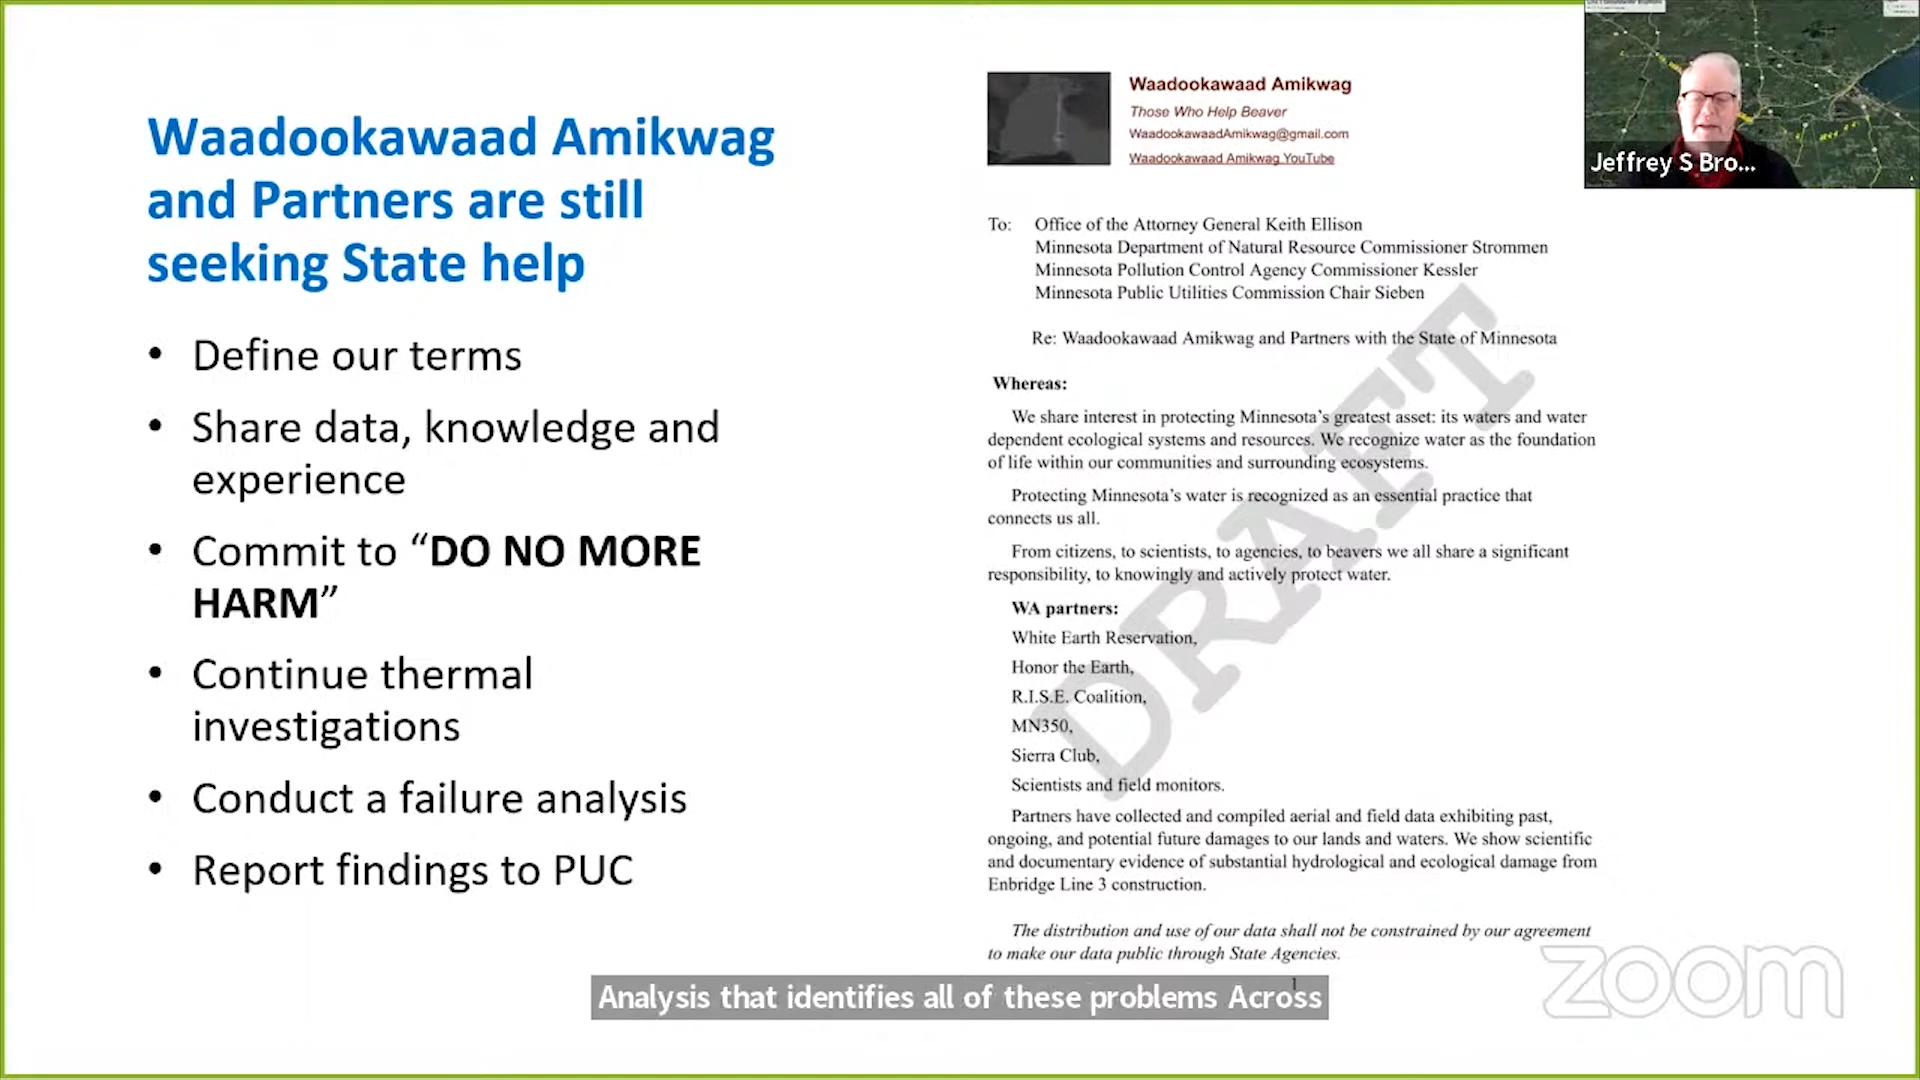 Waadookawaad Amikwag
and Partners are still
seeking State help
• Define our terms
• Share data, knowledge and
experience
• Commit to “DO NO MORE
HARM”
• Continue thermal
investigations
• Conduct a failure analysis
• Report findings to PUC
Waadookawaad Amikwag
Those Who Help Beaver
WaadookawaadAmikwag@gmail.com
Waadookawaad Amikwag YouTube
To: Office of the Attorney General Keith Ellison
Minnesota Department of Natural Resource Commissioner Strommen
Minnesota Pollution Control Agency Commissioner Kessler
Minnesota Public Utilities Commission Chair Sieben
Re: Waadookawaad Amikwag and Partners with the State of Minnesota
Whereas:
We share interest in protecting Minnesota’s greatest asset: its waters and water
dependent ecological systems and resources. We recognize water as the foundation
of life within our communities and surrounding ecosystems.
Protecting Minnesota’s water is recognized as an essential practice that
connects us all.
From citizens, to scientists, to agencies, to beavers we all share a significant
responsibility, to knowingly and actively protect water.
WA partners:
White Earth Reservation,
Honor the Earth,
R.I.S.E. Coalition,
MN350,
Sierra Club,
Scientists and field monitors.
Partners have collected and compiled aerial and field data exhibiting past,
ongoing, and potential future damages to our lands and waters. We show scientific
and documentary evidence of substantial hydrological and ecological damage from
Enbridge Line 3 construction.
The distribution and use of our data shall not be constrained by our agreement
to make our data public through State Agencies.
1
DRAFT
Jeffrey S Bro...
Analysis that identifies all of these problems Across
zoom